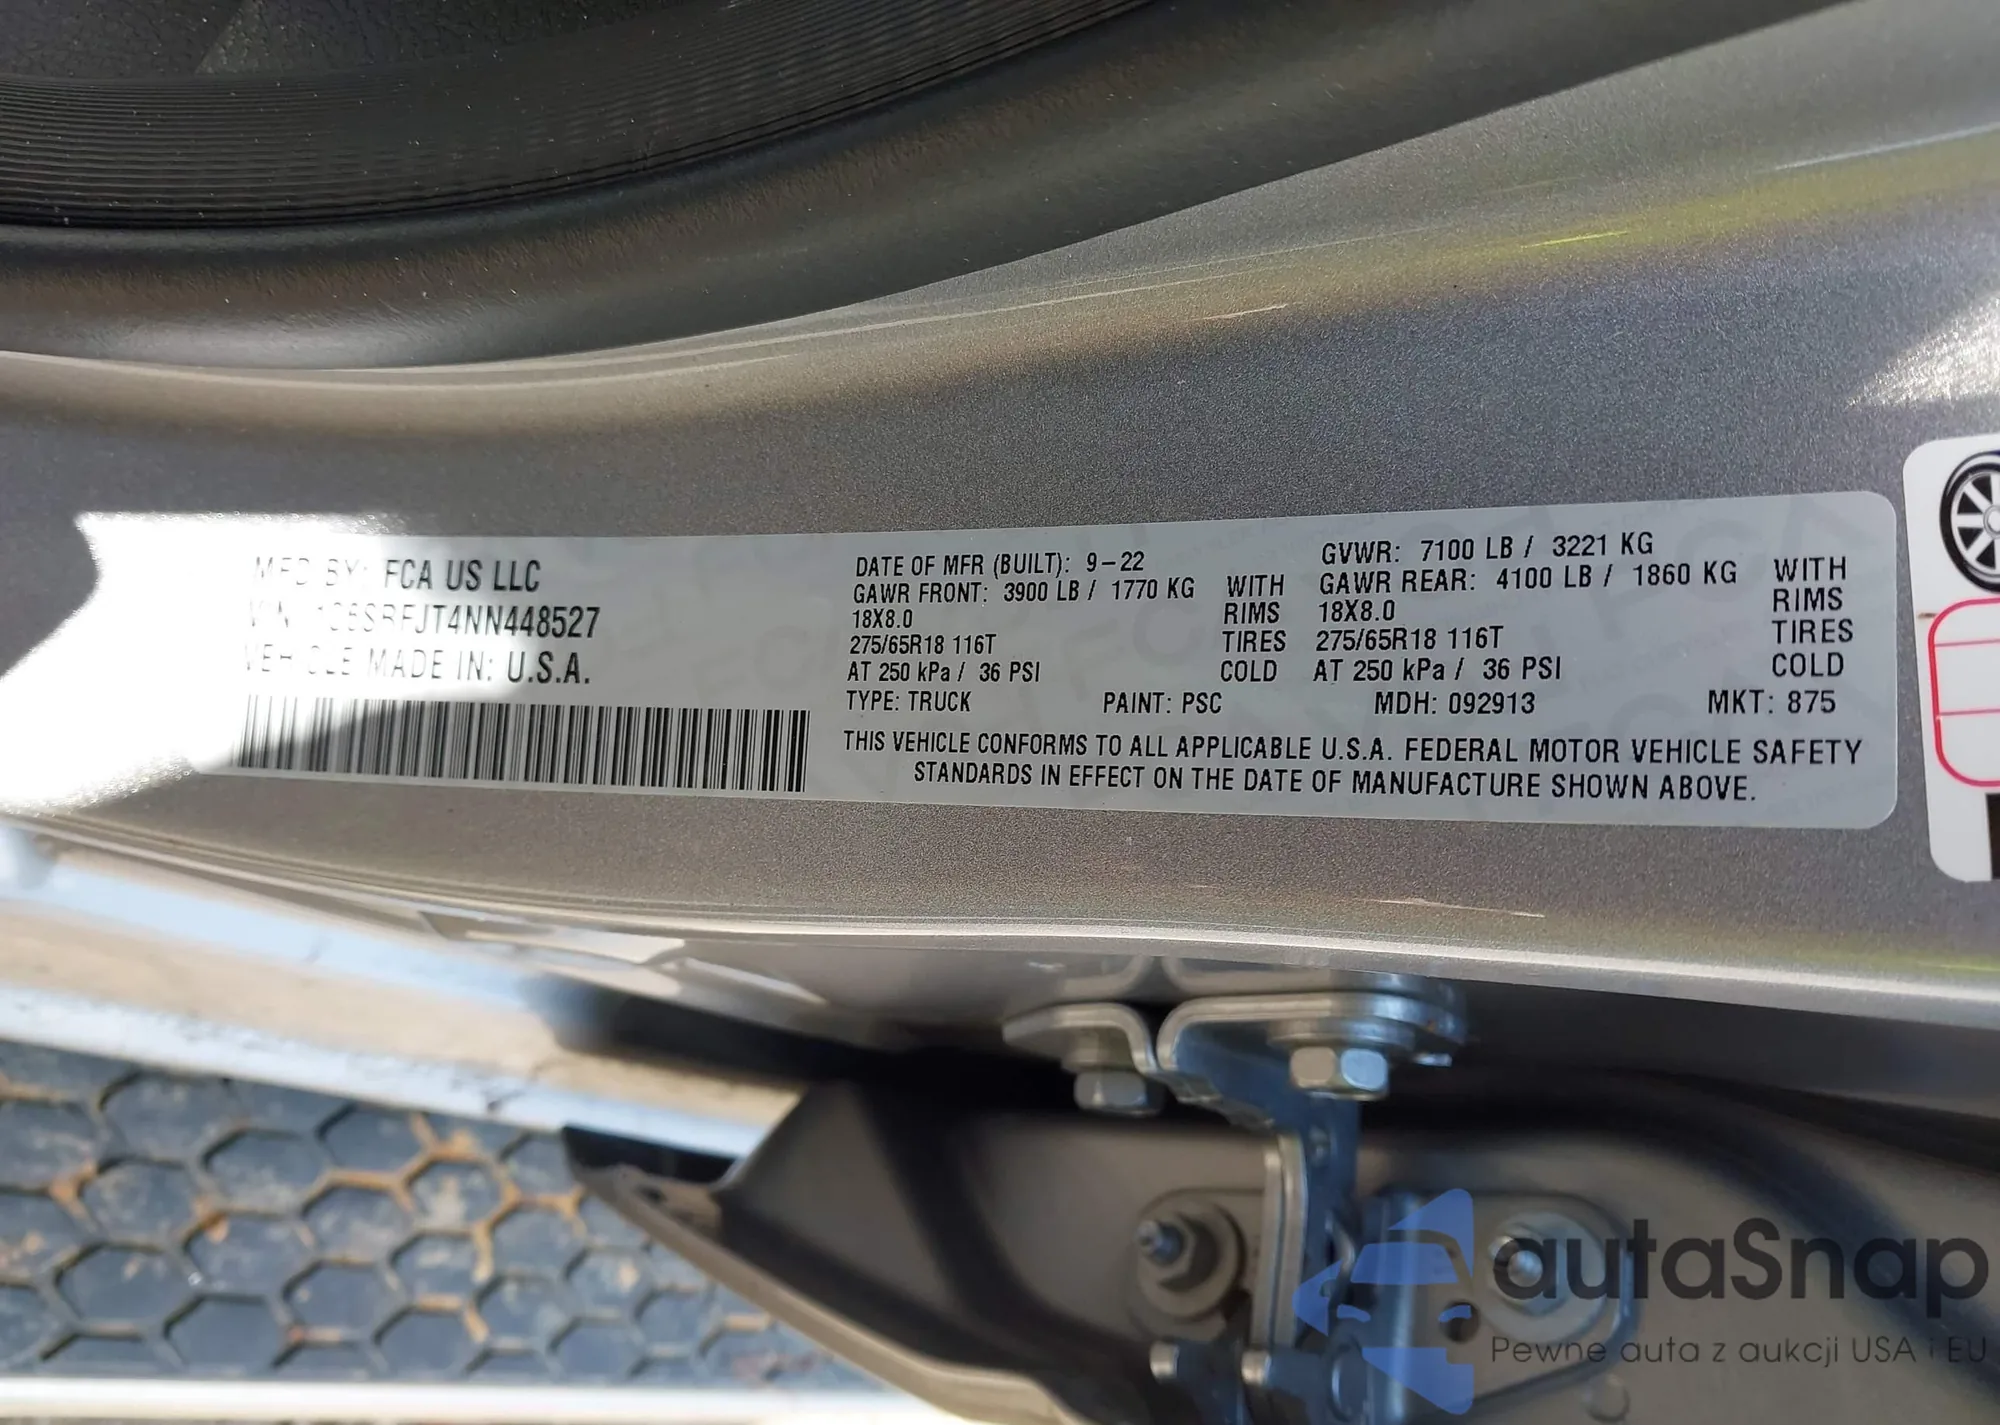 MFD BY: FCA US LLC
VIN: 1C6SRFJT4NN448527
VEHICLE MADE IN: U.S.A.
DATE OF MFR (BUILT): 9-22
GVWR: 7100 LB / 3221 KG
GAWR FRONT: 3900 LB / 1770 KG WITH GAWR REAR: 4100 LB / 1860 KG WITH
18X8.0 RIMS 18X8.0 RIMS
275/65R18 116T TIRES 275/65R18 116T TIRES
AT 250 kPa / 36 PSI COLD AT 250 kPa / 36 PSI COLD
TYPE: TRUCK PAINT: PSC MDH: 092913 MKT: 875
THIS VEHICLE CONFORMS TO ALL APPLICABLE U.S.A. FEDERAL MOTOR VEHICLE SAFETY
STANDARDS IN EFFECT ON THE DATE OF MANUFACTURE SHOWN ABOVE.
autaSnap
Pewne auta z aukcji USA i EU